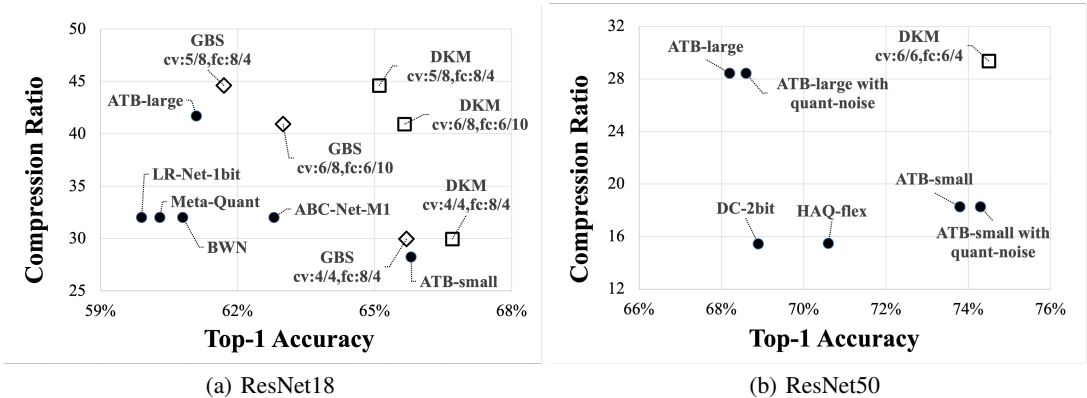 50
45
40
35
30
25
Compression Ratio
GBS
cv:5/8,fc:8/4
DKM
cv:5/8,fc:8/4
ATB-large
DKM
cv:6/8,fc:6/10
GBS
cv:6/8,fc:6/10
LR-Net-1bit
Meta-Quant
BWN
ABC-Net-M1
DKM
cv:4/4,fc:8/4
GBS
cv:4/4,fc:8/4
ATB-small
59%
62%
65%
68%
Top-1 Accuracy
(a) ResNet18
32
28
24
20
16
12
Compression Ratio
ATB-large
DKM
cv:6/6,fc:6/4
ATB-large with
quant-noise
ATB-small
DC-2bit
HAQ-flex
ATB-small with
quant-noise
66%
68%
70%
72%
74%
76%
Top-1 Accuracy
(b) ResNet50